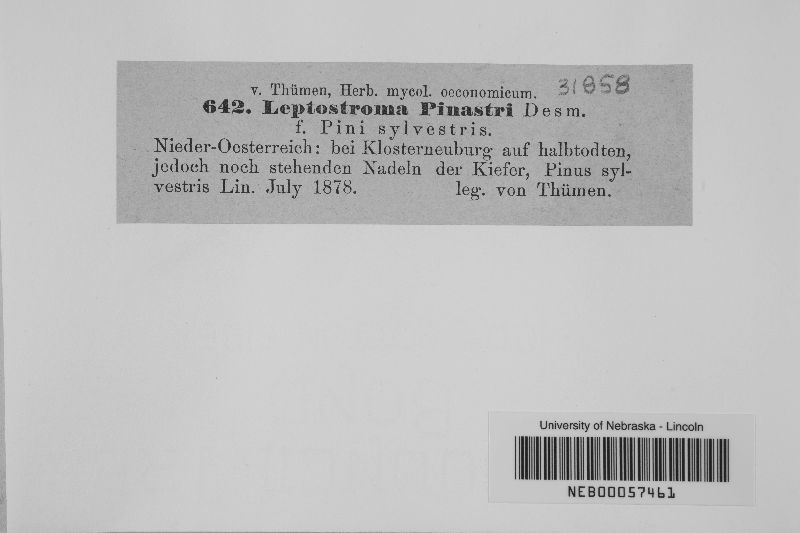 v. Thümen, Herb. mycol. oeconomicum. 31858
642. Leptostroma Pinastri Desm.
f. Pini sylvestris.
Nieder-Oesterreich: bei Klosterneuburg auf halbtodten,
jedoch noch stehenden Nadeln der Kiefer, Pinus syl-
vestris Lin. July 1878. leg. von Thümen.
University of Nebraska - Lincoln
NEB00057461